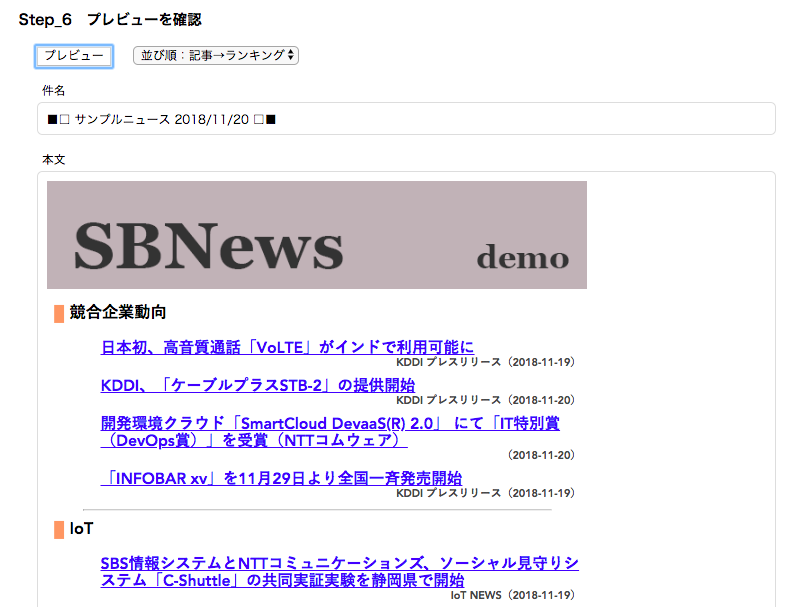 Step_6　プレビューを確認
プレビュー　並び順：記事→ランキング
件名
■□ サンプルニュース 2018/11/20 □■
本文
SBNews　demo
競合企業動向
日本初、高音質通話「VoLTE」がインドで利用可能に
KDDI プレスリリース（2018-11-19）
KDDI、「ケーブルプラスSTB-2」の提供開始
KDDI プレスリリース（2018-11-20）
開発環境クラウド「SmartCloud DevaaS(R) 2.0」 にて「IT特別賞
（DevOps賞）」を受賞（NTTコムウェア）
（2018-11-20）
「INFOBAR xv」を11月29日より全国一斉発売開始
KDDI プレスリリース（2018-11-19）
IoT
SBS情報システムとNTTコミュニケーションズ、ソーシャル見守りシ
ステム「C-Shuttle」の共同実証実験を静岡県で開始
IoT NEWS（2018-11-19）